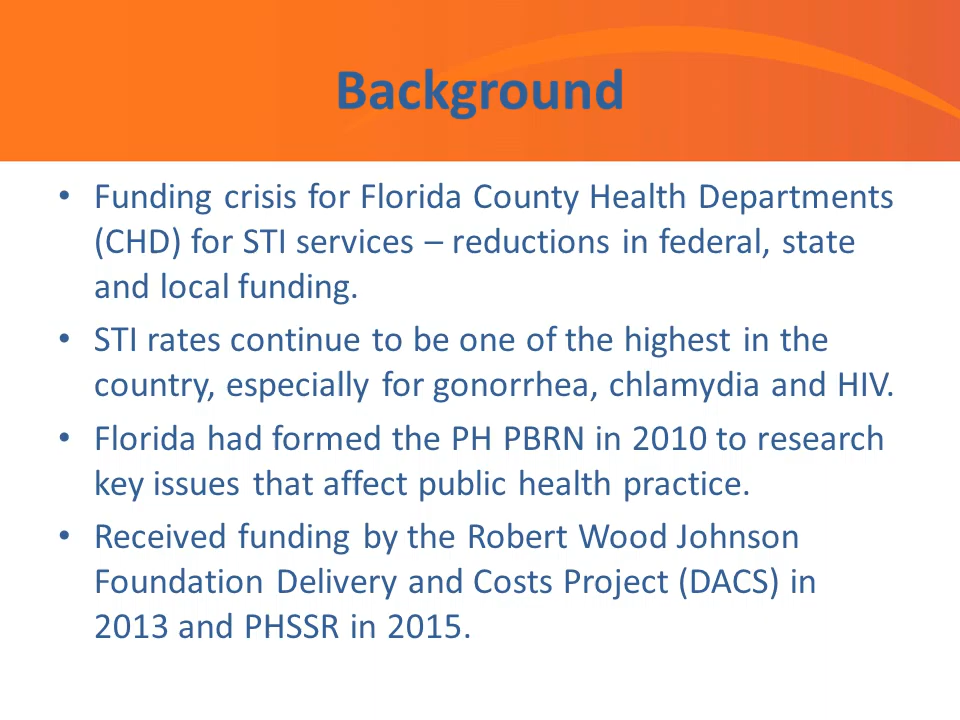 Background
• Funding crisis for Florida County Health Departments
(CHD) for STI services – reductions in federal, state
and local funding.
• STI rates continue to be one of the highest in the
country, especially for gonorrhea, chlamydia and HIV.
• Florida had formed the PH PBRN in 2010 to research
key issues that affect public health practice.
• Received funding by the Robert Wood Johnson
Foundation Delivery and Costs Project (DACS) in
2013 and PHSSR in 2015.